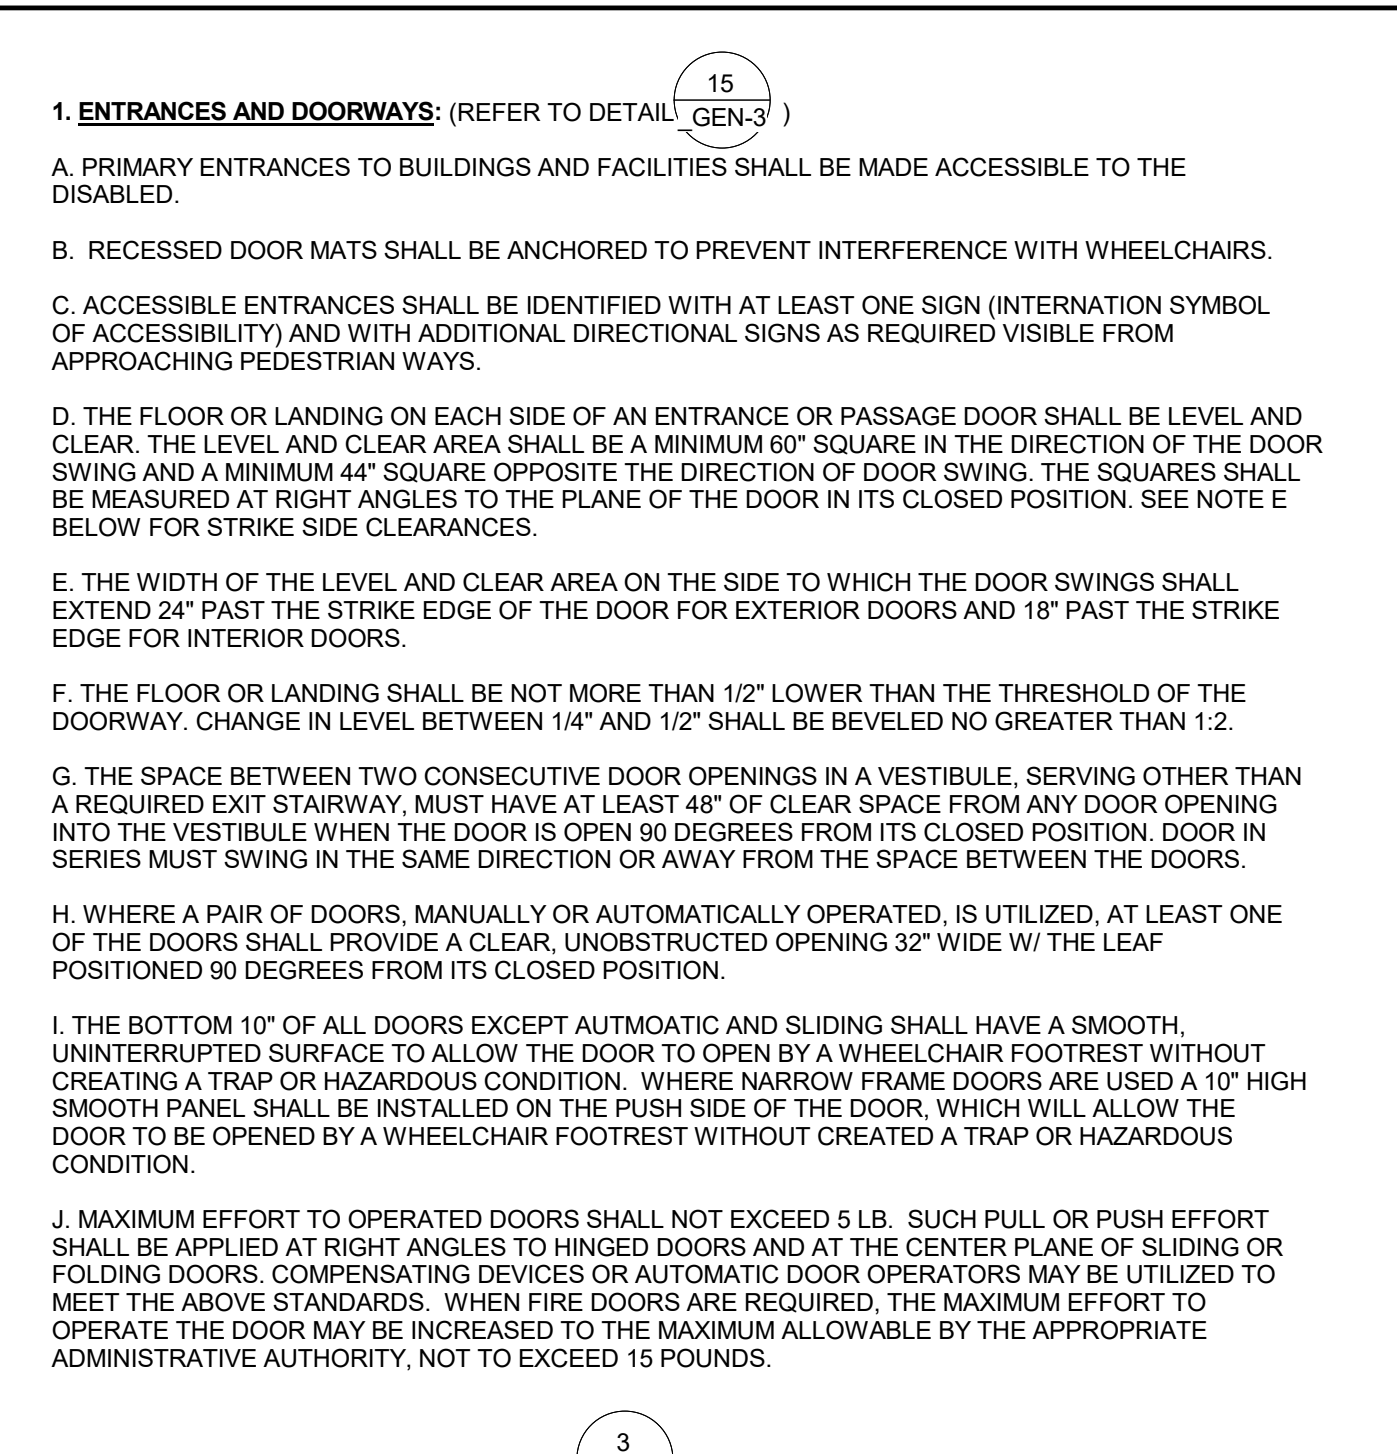 15
1. ENTRANCES AND DOORWAYS: (REFER TO DETAIL _GEN-3 )
A. PRIMARY ENTRANCES TO BUILDINGS AND FACILITIES SHALL BE MADE ACCESSIBLE TO THE
DISABLED.
B. RECESSED DOOR MATS SHALL BE ANCHORED TO PREVENT INTERFERENCE WITH WHEELCHAIRS.
C. ACCESSIBLE ENTRANCES SHALL BE IDENTIFIED WITH AT LEAST ONE SIGN (INTERNATION SYMBOL
OF ACCESSIBILITY) AND WITH ADDITIONAL DIRECTIONAL SIGNS AS REQUIRED VISIBLE FROM
APPROACHING PEDESTRIAN WAYS.
D. THE FLOOR OR LANDING ON EACH SIDE OF AN ENTRANCE OR PASSAGE DOOR SHALL BE LEVEL AND
CLEAR. THE LEVEL AND CLEAR AREA SHALL BE A MINIMUM 60" SQUARE IN THE DIRECTION OF THE DOOR
SWING AND A MINIMUM 44" SQUARE OPPOSITE THE DIRECTION OF DOOR SWING. THE SQUARES SHALL
BE MEASURED AT RIGHT ANGLES TO THE PLANE OF THE DOOR IN ITS CLOSED POSITION. SEE NOTE E
BELOW FOR STRIKE SIDE CLEARANCES.
E. THE WIDTH OF THE LEVEL AND CLEAR AREA ON THE SIDE TO WHICH THE DOOR SWINGS SHALL
EXTEND 24" PAST THE STRIKE EDGE OF THE DOOR FOR EXTERIOR DOORS AND 18" PAST THE STRIKE
EDGE FOR INTERIOR DOORS.
F. THE FLOOR OR LANDING SHALL BE NOT MORE THAN 1/2" LOWER THAN THE THRESHOLD OF THE
DOORWAY. CHANGE IN LEVEL BETWEEN 1/4" AND 1/2" SHALL BE BEVELED NO GREATER THAN 1:2.
G. THE SPACE BETWEEN TWO CONSECUTIVE DOOR OPENINGS IN A VESTIBULE, SERVING OTHER THAN
A REQUIRED EXIT STAIRWAY, MUST HAVE AT LEAST 48" OF CLEAR SPACE FROM ANY DOOR OPENING
INTO THE VESTIBULE WHEN THE DOOR IS OPEN 90 DEGREES FROM ITS CLOSED POSITION. DOOR IN
SERIES MUST SWING IN THE SAME DIRECTION OR AWAY FROM THE SPACE BETWEEN THE DOORS.
H. WHERE A PAIR OF DOORS, MANUALLY OR AUTOMATICALLY OPERATED, IS UTILIZED, AT LEAST ONE
OF THE DOORS SHALL PROVIDE A CLEAR, UNOBSTRUCTED OPENING 32" WIDE W/ THE LEAF
POSITIONED 90 DEGREES FROM ITS CLOSED POSITION.
I. THE BOTTOM 10" OF ALL DOORS EXCEPT AUTMOATIC AND SLIDING SHALL HAVE A SMOOTH,
UNINTERRUPTED SURFACE TO ALLOW THE DOOR TO OPEN BY A WHEELCHAIR FOOTREST WITHOUT
CREATING A TRAP OR HAZARDOUS CONDITION. WHERE NARROW FRAME DOORS ARE USED A 10" HIGH
SMOOTH PANEL SHALL BE INSTALLED ON THE PUSH SIDE OF THE DOOR, WHICH WILL ALLOW THE
DOOR TO BE OPENED BY A WHEELCHAIR FOOTREST WITHOUT CREATED A TRAP OR HAZARDOUS
CONDITION.
J. MAXIMUM EFFORT TO OPERATED DOORS SHALL NOT EXCEED 5 LB. SUCH PULL OR PUSH EFFORT
SHALL BE APPLIED AT RIGHT ANGLES TO HINGED DOORS AND AT THE CENTER PLANE OF SLIDING OR
FOLDING DOORS. COMPENSATING DEVICES OR AUTOMATIC DOOR OPERATORS MAY BE UTILIZED TO
MEET THE ABOVE STANDARDS. WHEN FIRE DOORS ARE REQUIRED, THE MAXIMUM EFFORT TO
OPERATE THE DOOR MAY BE INCREASED TO THE MAXIMUM ALLOWABLE BY THE APPROPRIATE
ADMINISTRATIVE AUTHORITY, NOT TO EXCEED 15 POUNDS.
3